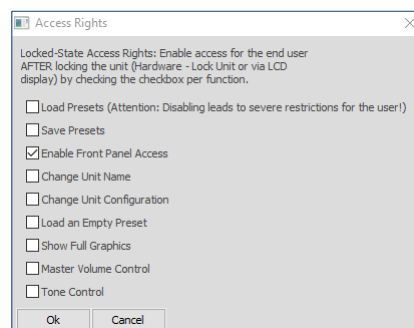 Access Rights
Locked-State Access Rights: Enable access for the end user
AFTER locking the unit (Hardware - Lock Unit or via LCD
display) by checking the checkbox per function.
Load Presets (Attention: Disabling leads to severe restrictions for the user!)
Save Presets
Enable Front Panel Access
Change Unit Name
Change Unit Configuration
Load an Empty Preset
Show Full Graphics
Master Volume Control
Tone Control
Ok Cancel